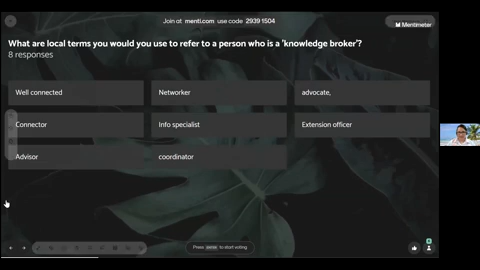 Join at menti.com use code 2939 1504
Mentimeter
What are local terms you would you use to refer to a person who is a 'knowledge broker'?
8 responses
Well connected
Networker
advocate,
Connector
Info specialist
Extension officer
Advisor
coordinator